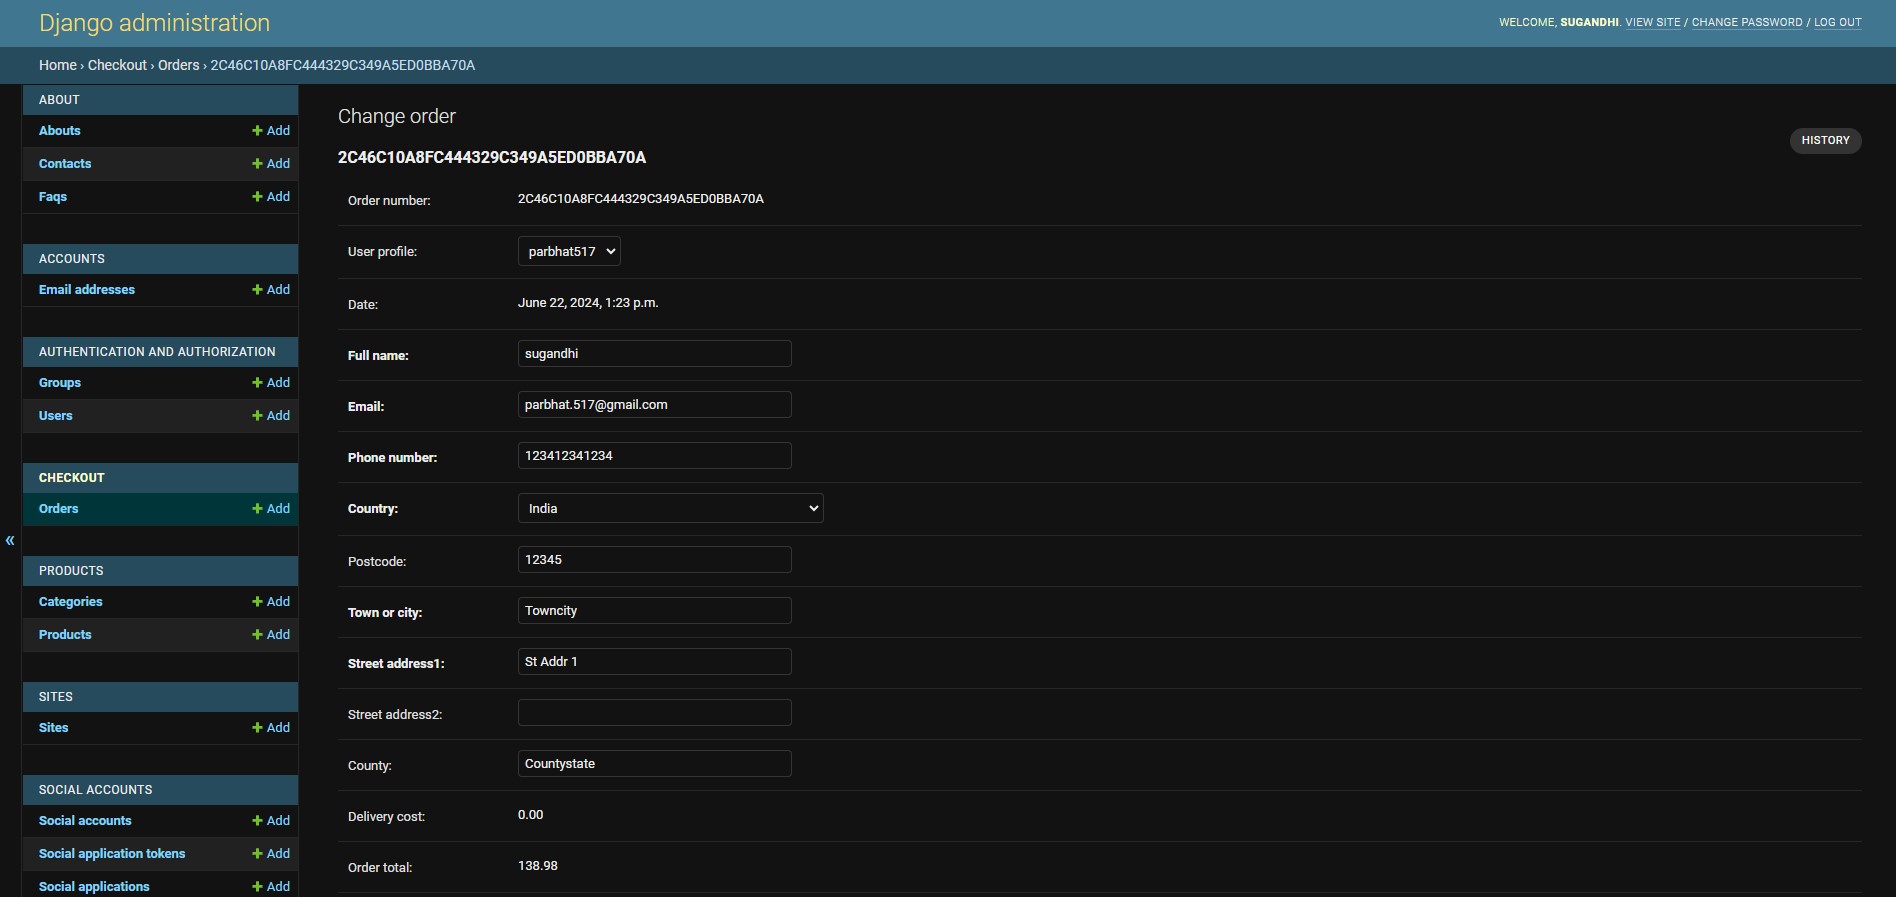 Django administration
WELCOME, SUGANDHI. VIEW SITE / CHANGE PASSWORD / LOG OUT
Home › Checkout › Orders › 2C46C10A8FC444329C349A5ED0BBA70A
ABOUT
Abouts + Add
Contacts + Add
Faqs + Add
ACCOUNTS
Email addresses + Add
AUTHENTICATION AND AUTHORIZATION
Groups + Add
Users + Add
CHECKOUT
Orders + Add
«
PRODUCTS
Categories + Add
Products + Add
SITES
Sites + Add
SOCIAL ACCOUNTS
Social accounts + Add
Social application tokens + Add
Social applications + Add
Change order
HISTORY
2C46C10A8FC444329C349A5ED0BBA70A
Order number: 2C46C10A8FC444329C349A5ED0BBA70A
User profile: parbhat517
Date: June 22, 2024, 1:23 p.m.
Full name: sugandhi
Email: parbhat.517@gmail.com
Phone number: 123412341234
Country: India
Postcode: 12345
Town or city: Towncity
Street address1: St Addr 1
Street address2:
County: Countystate
Delivery cost: 0.00
Order total: 138.98